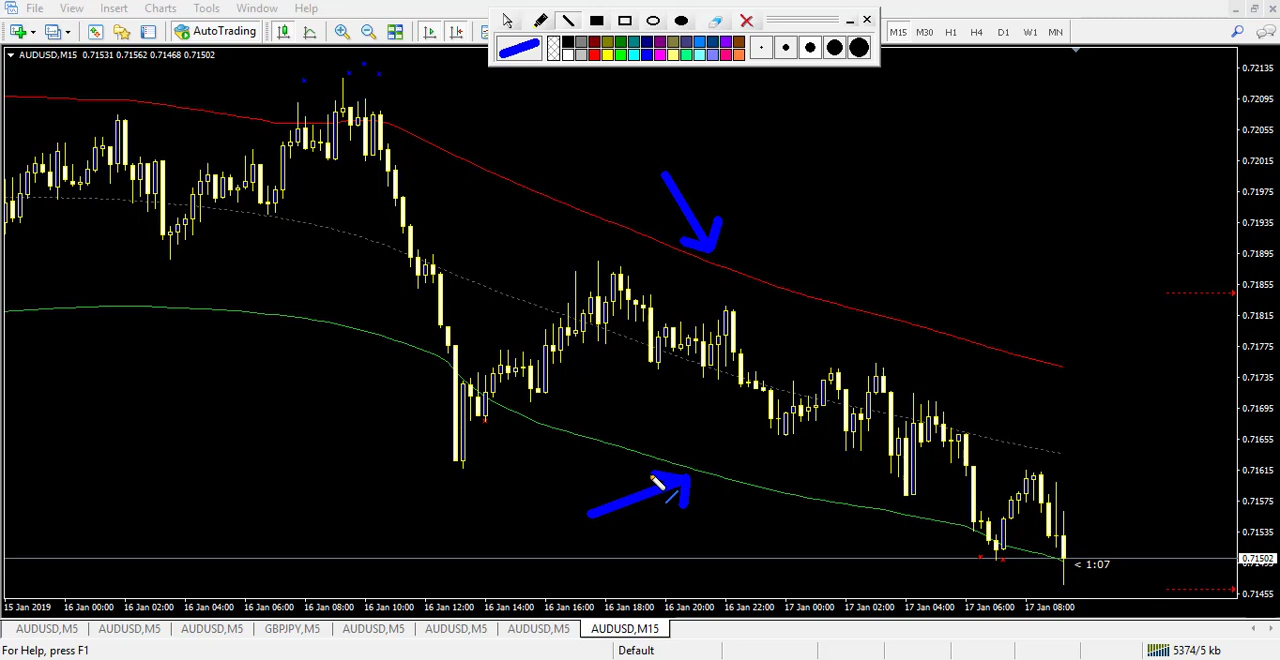 File View Insert Charts Tools Window Help
AutoTrading
M15 M30 H1 H4 D1 W1 MN
AUDUSD,M15 0.71531 0.71562 0.71468 0.71502
0.72135
0.72095
0.72055
0.72015
0.71975
0.71935
0.71895
0.71855
0.71815
0.71775
0.71735
0.71695
0.71655
0.71615
0.71575
0.71535
0.71502
0.71455
< 1:07
15 Jan 2019 16 Jan 00:00 16 Jan 02:00 16 Jan 04:00 16 Jan 06:00 16 Jan 08:00 16 Jan 10:00 16 Jan 12:00 16 Jan 14:00 16 Jan 16:00 16 Jan 18:00 16 Jan 20:00 16 Jan 22:00 17 Jan 00:00 17 Jan 02:00 17 Jan 04:00 17 Jan 06:00 17 Jan 08:00
AUDUSD,M5 AUDUSD,M5 AUDUSD,M5 GBPJPY,M5 AUDUSD,M5 AUDUSD,M5 AUDUSD,M5 AUDUSD,M15
For Help, press F1 Default 5374/5 kb